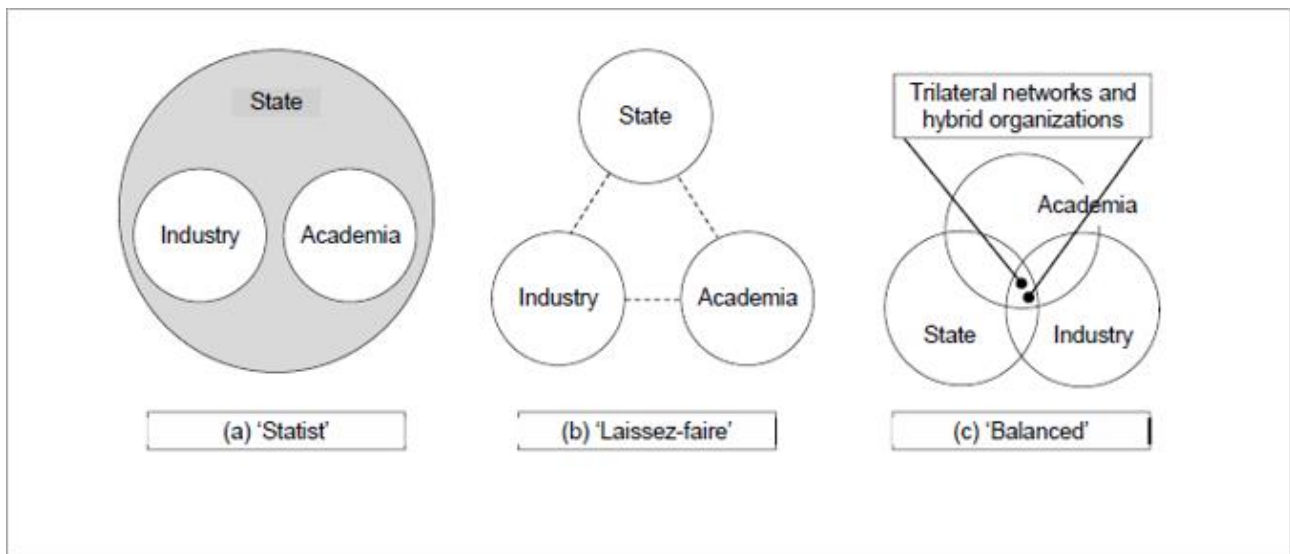 State
Industry
Academia
(a) ‘Statist’
State
Industry
Academia
(b) ‘Laissez-faire’
Trilateral networks and
hybrid organizations
Academia
State
Industry
(c) ‘Balanced’